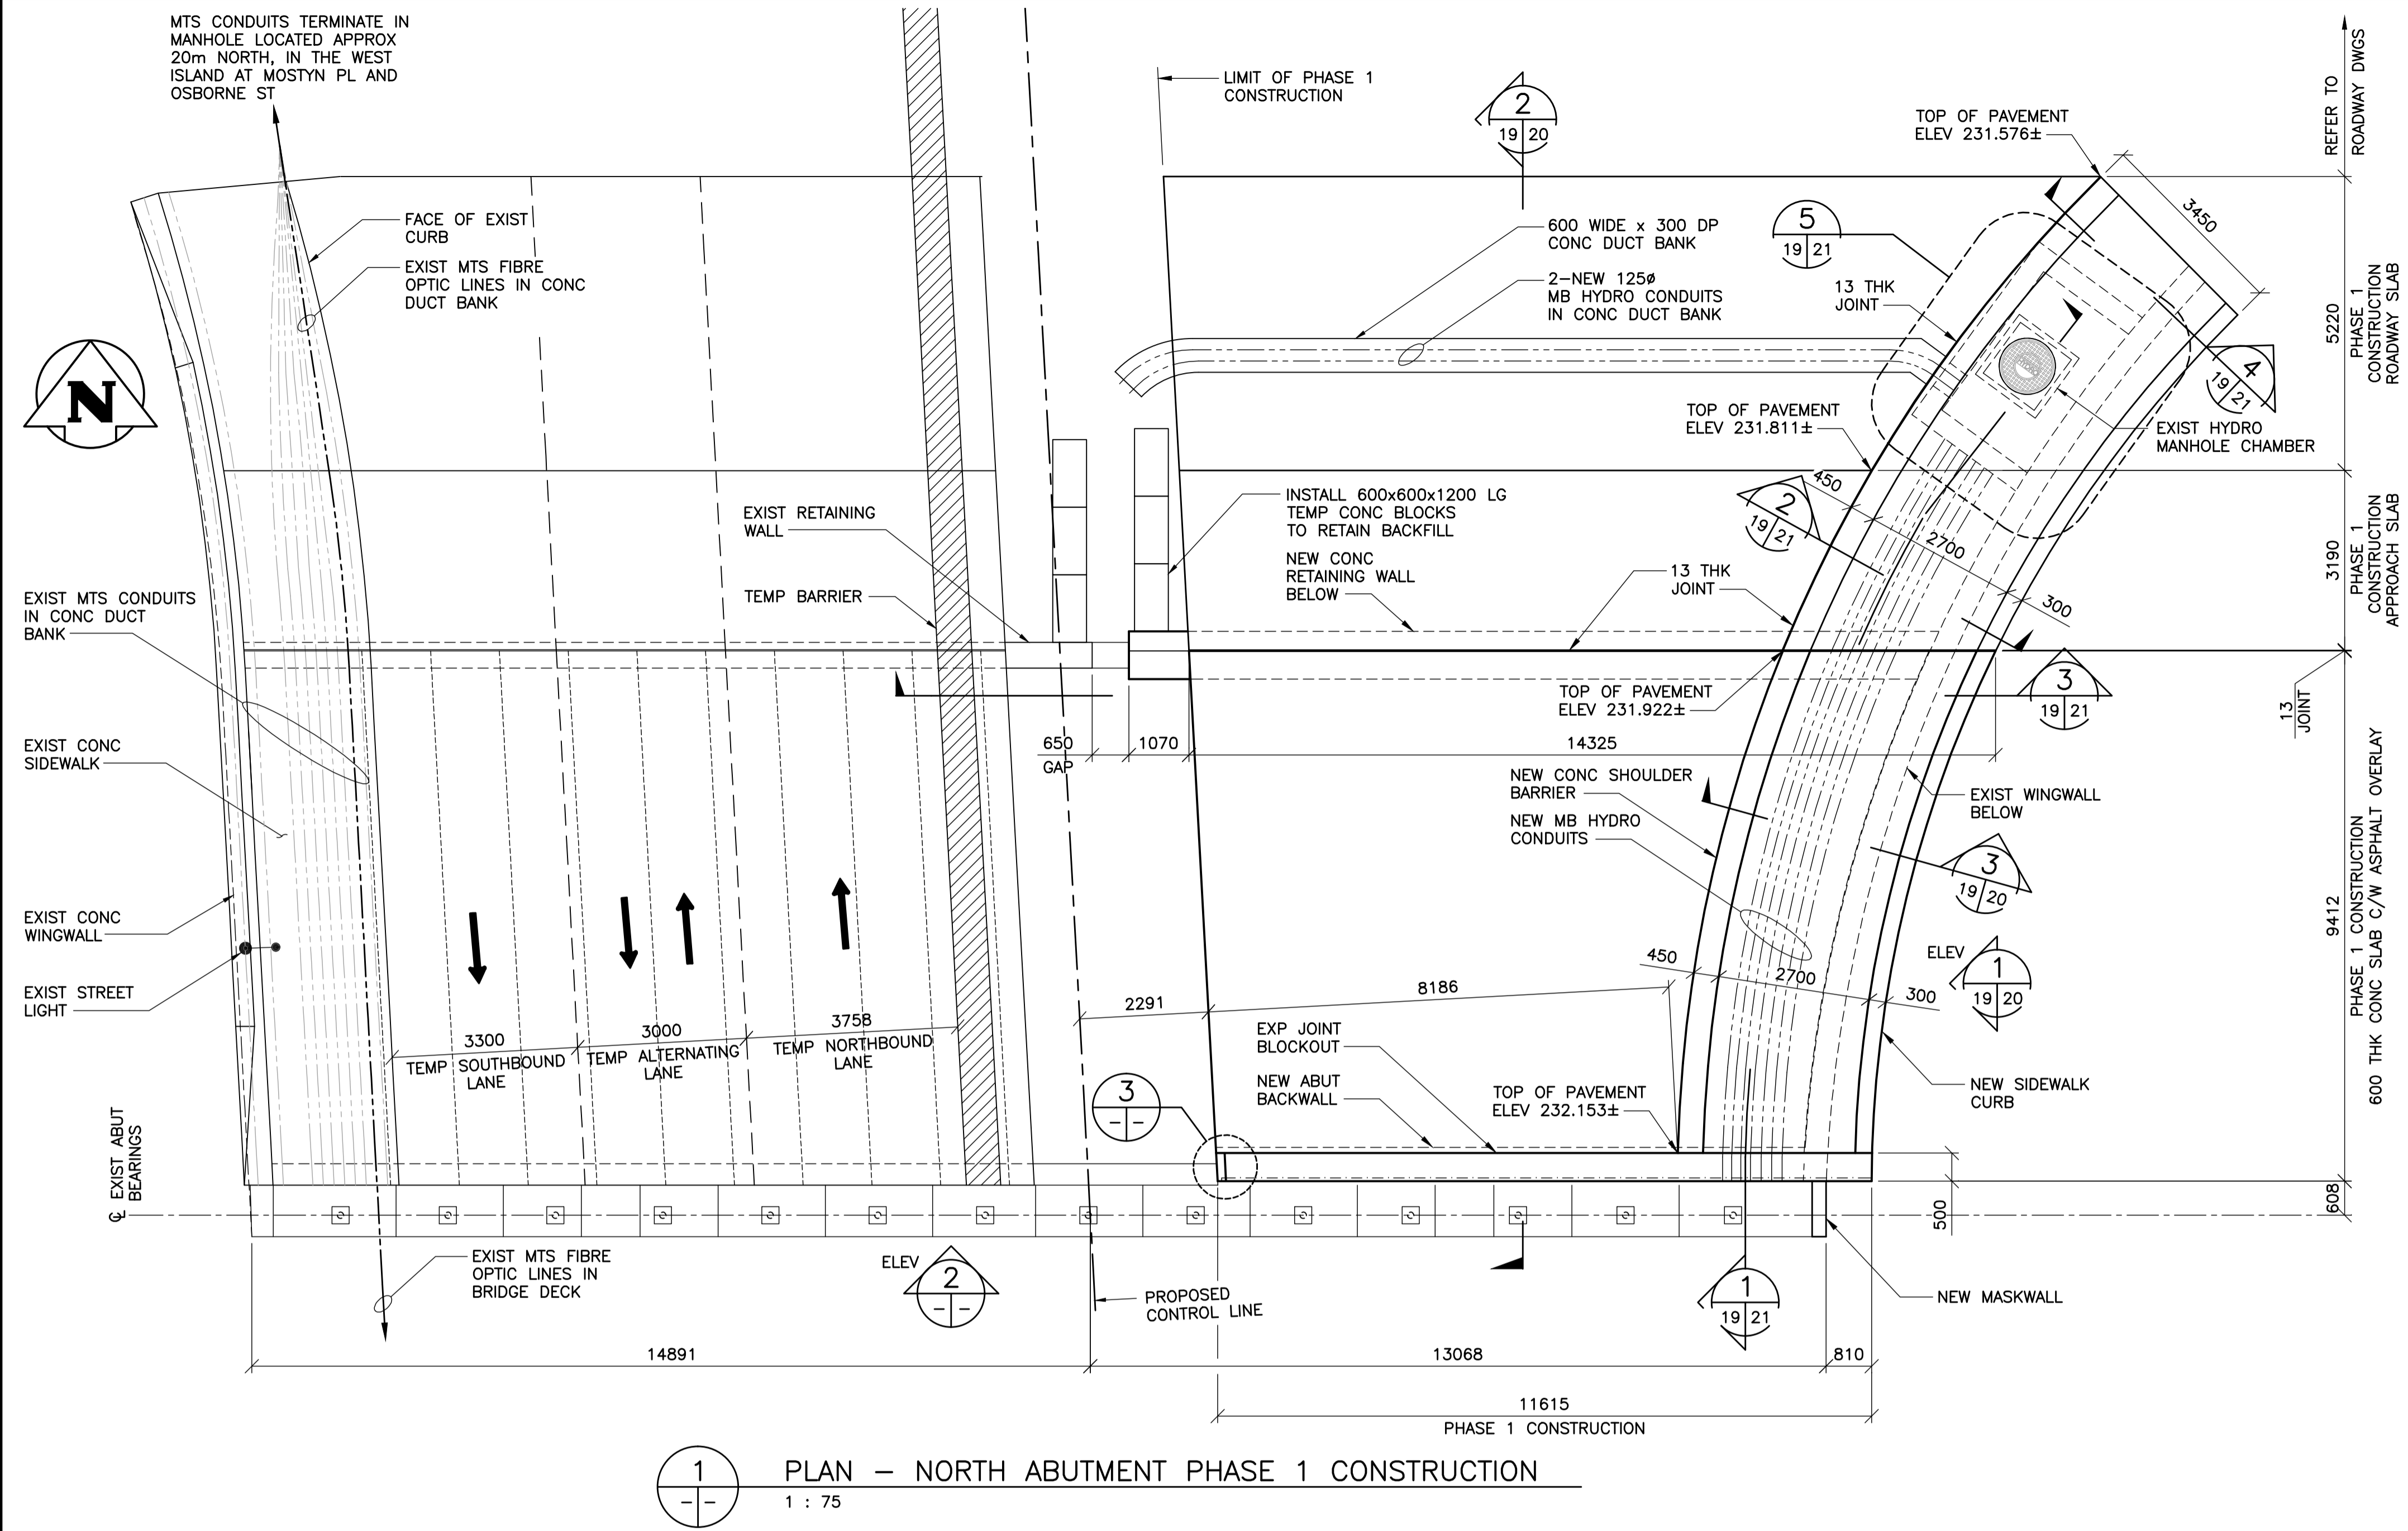 MTS CONDUITS TERMINATE IN
MANHOLE LOCATED APPROX
20m NORTH, IN THE WEST
ISLAND AT MOSTYN PL AND
OSBORNE ST
LIMIT OF PHASE 1
CONSTRUCTION
2
19 20
TOP OF PAVEMENT
ELEV 231.576±
REFER TO
ROADWAY DWGS
3450
FACE OF EXIST
CURB
EXIST MTS FIBRE
OPTIC LINES IN CONC
DUCT BANK
600 WIDE x 300 DP
CONC DUCT BANK
2-NEW 125ø
MB HYDRO CONDUITS
IN CONC DUCT BANK
5
19 21
13 THK
JOINT
5220
PHASE 1
CONSTRUCTION
ROADWAY SLAB
N
HYDRO
4
19 21
TOP OF PAVEMENT
ELEV 231.811±
EXIST HYDRO
MANHOLE CHAMBER
EXIST RETAINING
WALL
INSTALL 600x600x1200 LG
TEMP CONC BLOCKS
TO RETAIN BACKFILL
450
2
19 21
2700
300
3190
PHASE 1
CONSTRUCTION
APPROACH SLAB
NEW CONC
RETAINING WALL
BELOW
13 THK
JOINT
TEMP BARRIER
EXIST MTS CONDUITS
IN CONC DUCT
BANK
TOP OF PAVEMENT
ELEV 231.922±
3
19 21
13
JOINT
650
GAP
1070
14325
EXIST CONC
SIDEWALK
NEW CONC SHOULDER
BARRIER
NEW MB HYDRO
CONDUITS
EXIST WINGWALL
BELOW
3
19 20
9412
PHASE 1 CONSTRUCTION
600 THK CONC SLAB C/W ASPHALT OVERLAY
EXIST CONC
WINGWALL
EXIST STREET
LIGHT
450
2700
300
ELEV
1
19 20
2291
8186
3300
TEMP SOUTHBOUND
LANE
3000
TEMP ALTERNATING
LANE
3758
TEMP NORTHBOUND
LANE
EXP JOINT
BLOCKOUT
NEW ABUT
BACKWALL
TOP OF PAVEMENT
ELEV 232.153±
NEW SIDEWALK
CURB
3
- -
℄ EXIST ABUT
BEARINGS
608
500
EXIST MTS FIBRE
OPTIC LINES IN
BRIDGE DECK
ELEV
2
- -
PROPOSED
CONTROL LINE
1
19 21
NEW MASKWALL
14891
13068
810
11615
PHASE 1 CONSTRUCTION
1
- -
PLAN – NORTH ABUTMENT PHASE 1 CONSTRUCTION
1 : 75